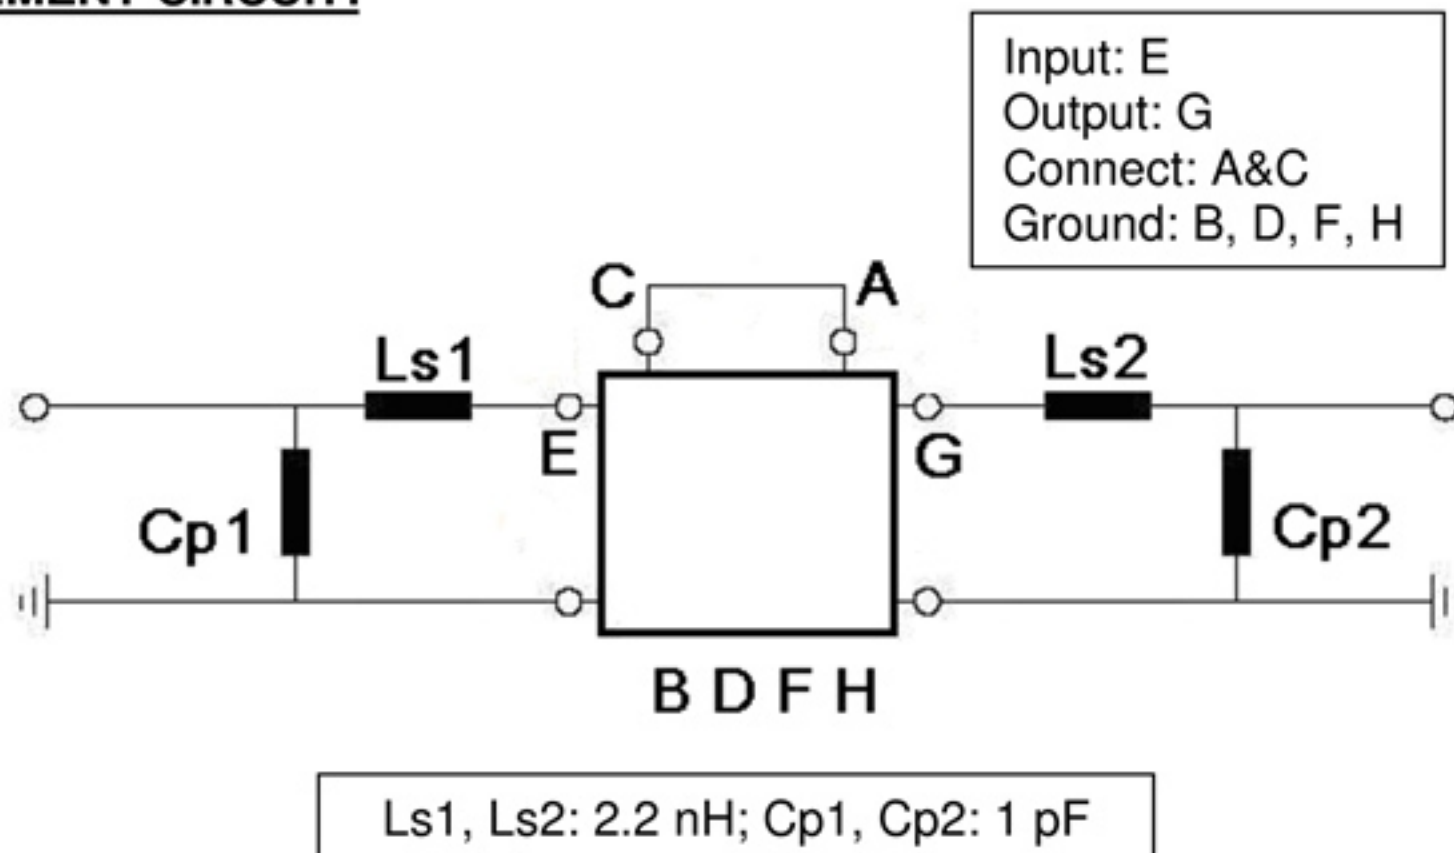 Input: E
Output: G
Connect: A&C
Ground: B, D, F, H
C A
Ls1 Ls2
E G
Cp1 Cp2
B D F H
Ls1, Ls2: 2.2 nH; Cp1, Cp2: 1 pF